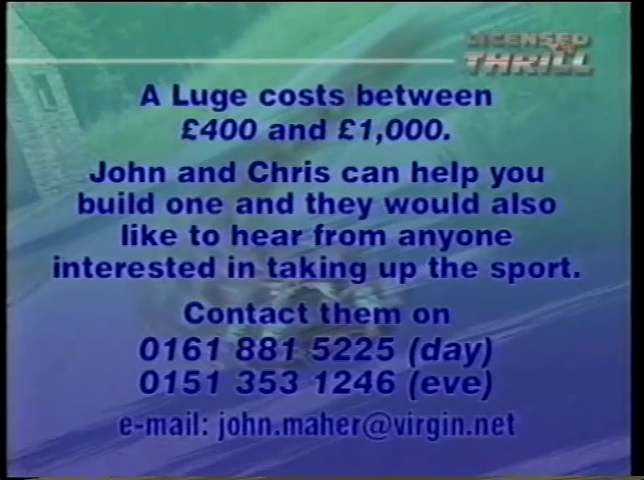 LICENSED
TO
THRILL
A Luge costs between
£400 and £1,000.
John and Chris can help you
build one and they would also
like to hear from anyone
interested in taking up the sport.
Contact them on
0161 881 5225 (day)
0151 353 1246 (eve)
e-mail: john.maher@virgin.net